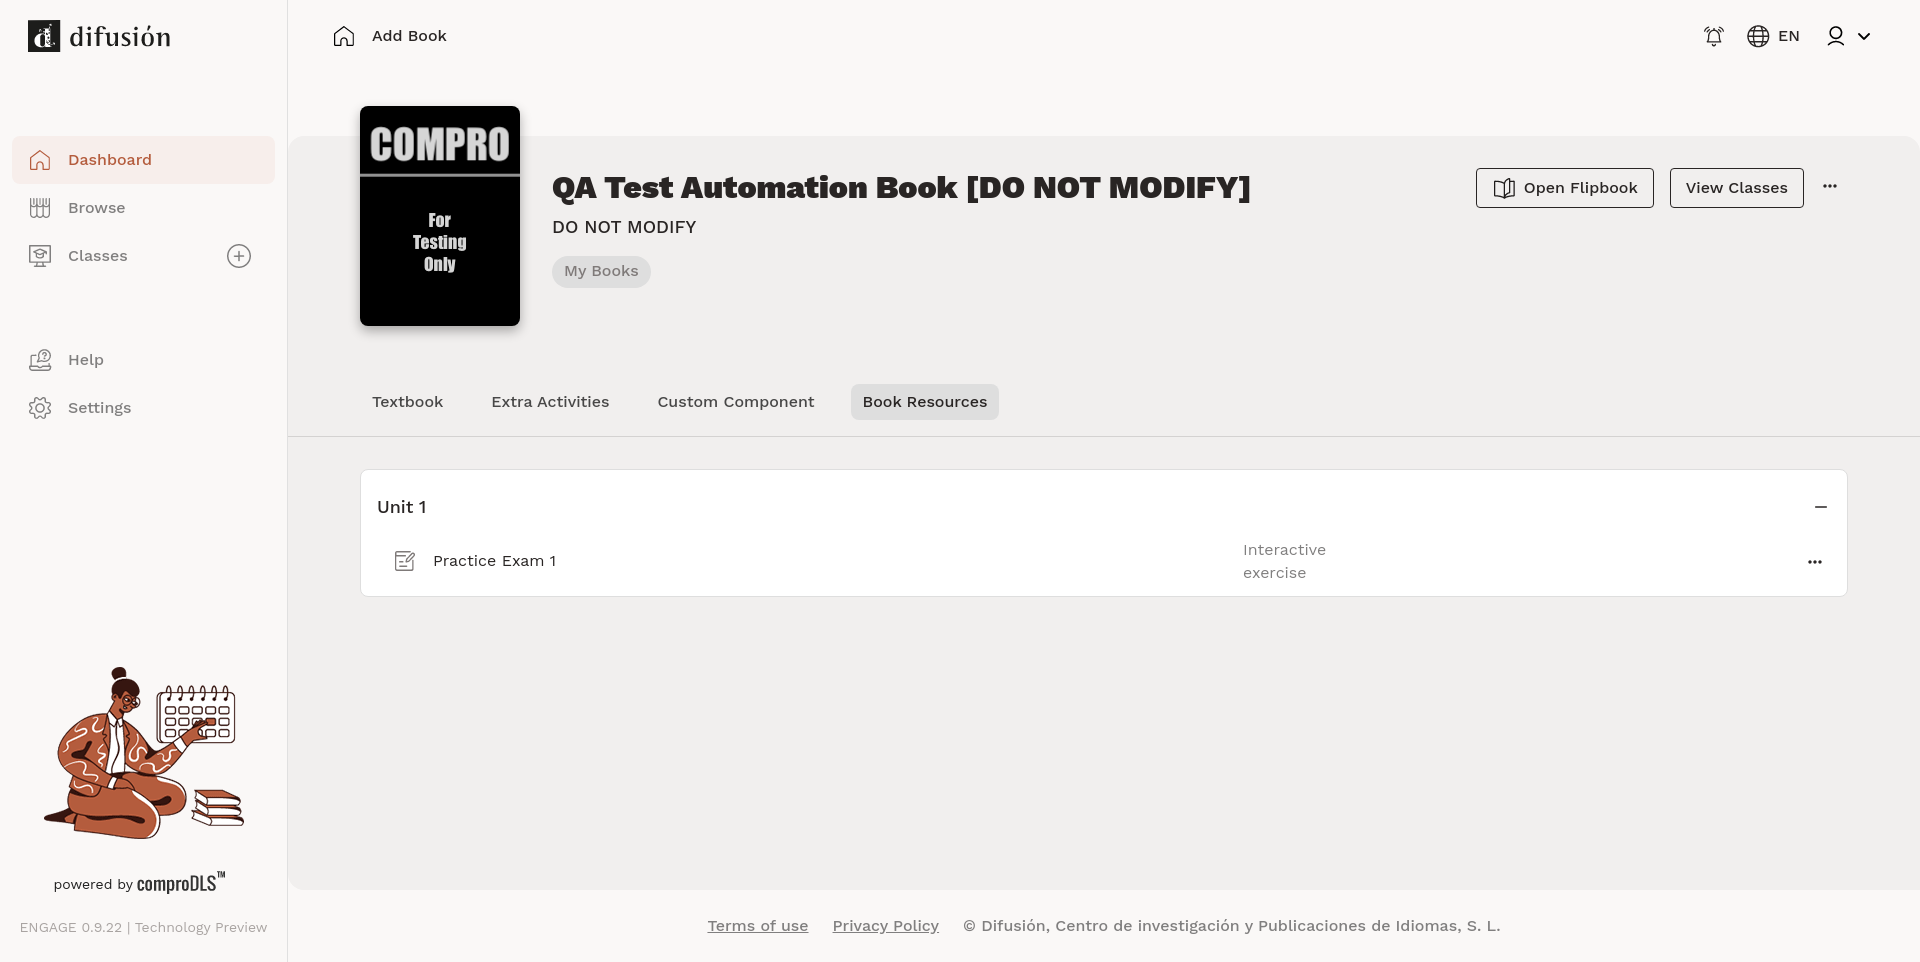 difusión
Add Book
EN
Dashboard
Browse
Classes
Help
Settings
powered by comproDLS™
ENGAGE 0.9.22 | Technology Preview
COMPRO
For
Testing
Only
QA Test Automation Book [DO NOT MODIFY]
DO NOT MODIFY
My Books
Open Flipbook
View Classes
Textbook
Extra Activities
Custom Component
Book Resources
Unit 1
Practice Exam 1
Interactive
exercise
Terms of use
Privacy Policy
© Difusión, Centro de investigación y Publicaciones de Idiomas, S. L.